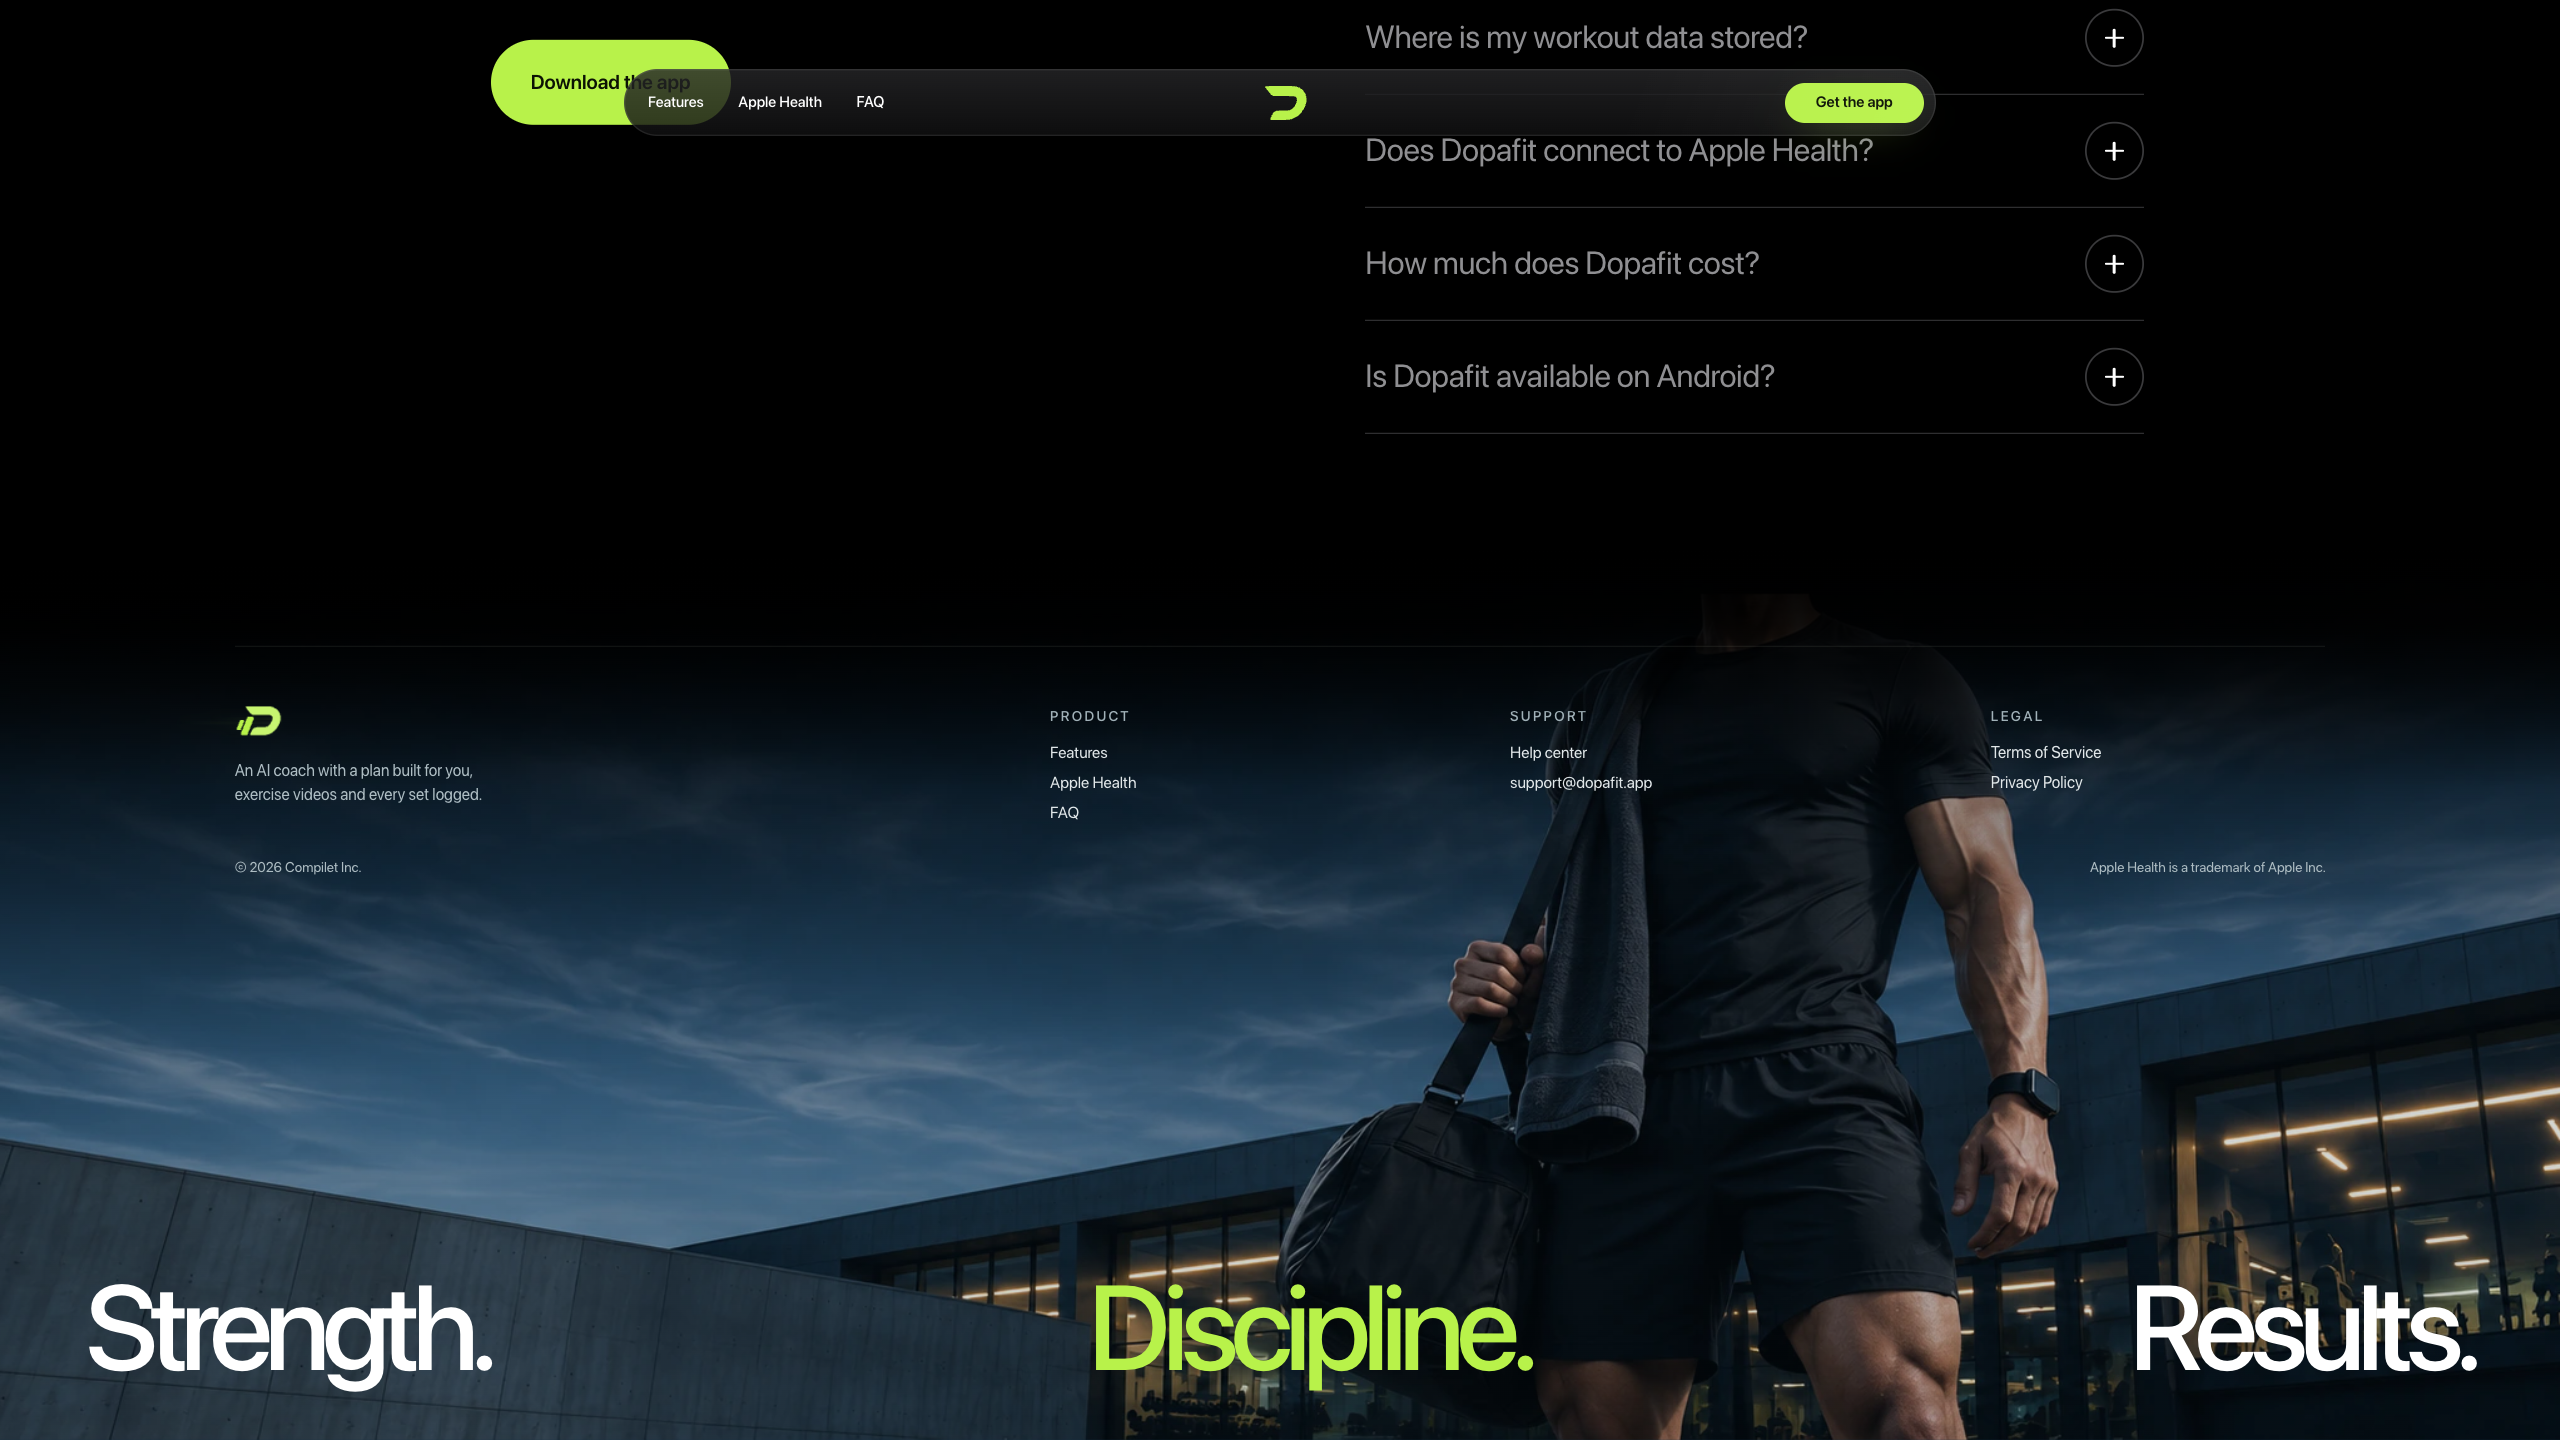 Where is my workout data stored?
Download the app
Features
Apple Health
FAQ
Get the app
Does Dopafit connect to Apple Health?
How much does Dopafit cost?
Is Dopafit available on Android?
An AI coach with a plan built for you,
exercise videos and every set logged.
PRODUCT
Features
Apple Health
FAQ
SUPPORT
Help center
support@dopafit.app
LEGAL
Terms of Service
Privacy Policy
© 2026 Compilet Inc.
Apple Health is a trademark of Apple Inc.
Strength.
Discipline.
Results.